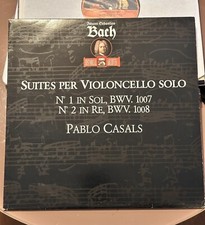 Johann Sebastian
Bach
SUITES PER VIOLONCELLO SOLO
N° 1 IN SOL, BWV. 1007
N° 2 IN RE, BWV. 1008
PABLO CASALS